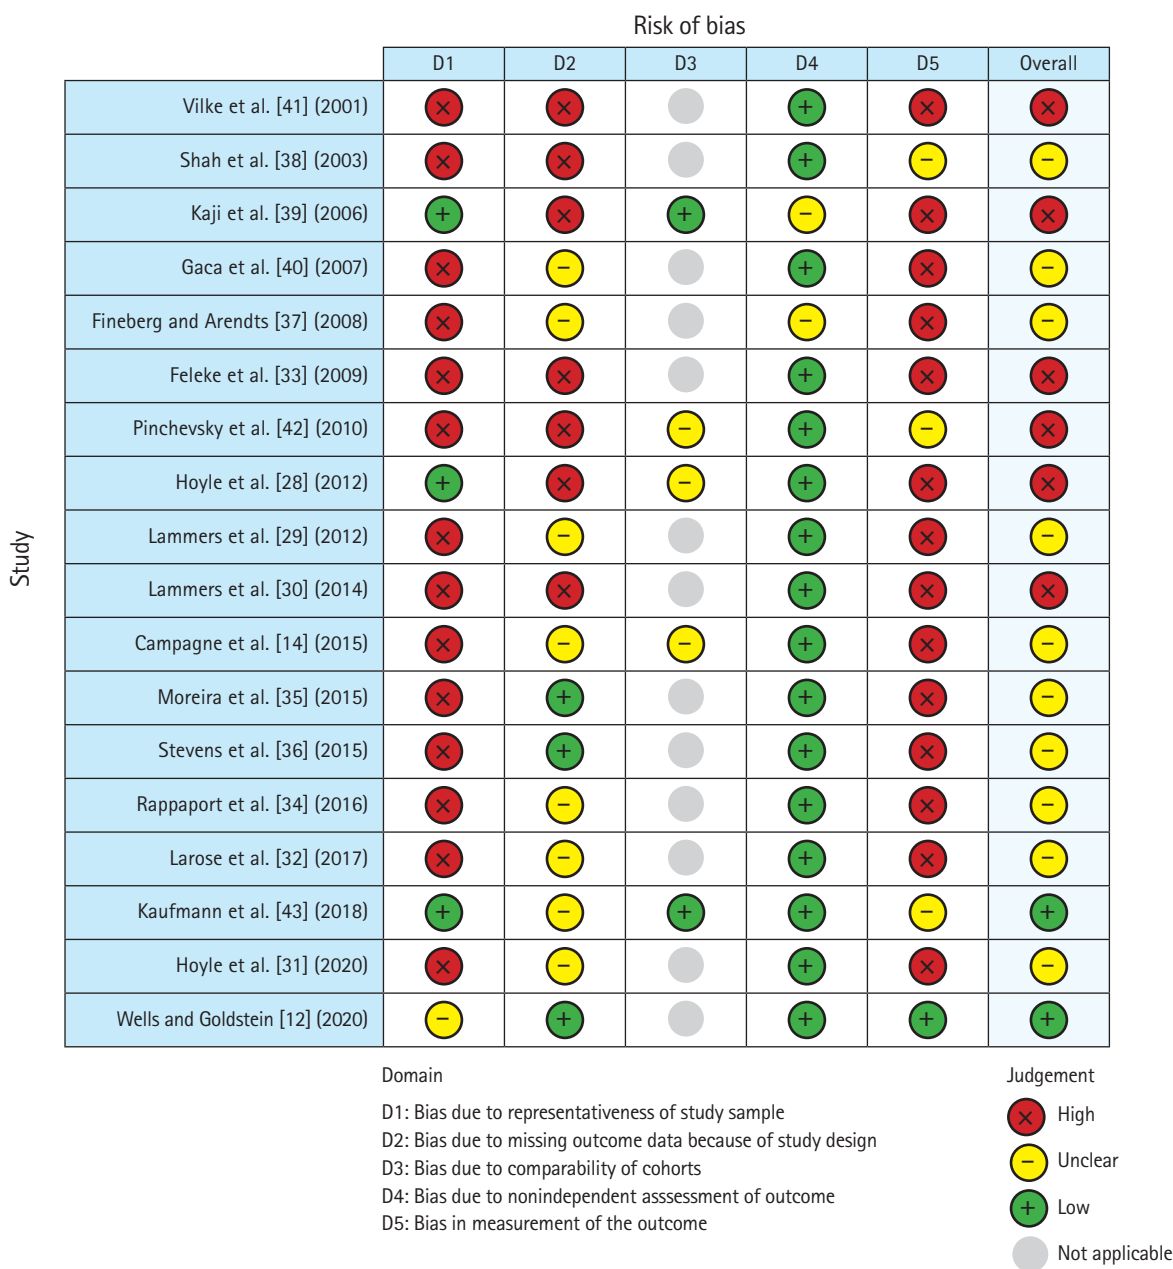 Risk of bias
D1 D2 D3 D4 D5 Overall
Study
Vilke et al. [41] (2001) × × × + × ×
Shah et al. [38] (2003) × × + − −
Kaji et al. [39] (2006) + × + − × ×
Gaca et al. [40] (2007) × − + × −
Fineberg and Arendts [37] (2008) × − − × −
Feleke et al. [33] (2009) × × + × ×
Pinchevsky et al. [42] (2010) × × − + − ×
Hoyle et al. [28] (2012) + × − + × ×
Lammers et al. [29] (2012) × − + × −
Lammers et al. [30] (2014) × × + × ×
Campagne et al. [14] (2015) × − − + × −
Moreira et al. [35] (2015) × + + × −
Stevens et al. [36] (2015) × + + × −
Rappaport et al. [34] (2016) × − + × −
Larose et al. [32] (2017) × − + × −
Kaufmann et al. [43] (2018) + − + + − +
Hoyle et al. [31] (2020) × − + × −
Wells and Goldstein [12] (2020) − + + + +
Domain
D1: Bias due to representativeness of study sample
D2: Bias due to missing outcome data because of study design
D3: Bias due to comparability of cohorts
D4: Bias due to nonindependent asssessment of outcome
D5: Bias in measurement of the outcome
Judgement
× High
− Unclear
+ Low
Not applicable